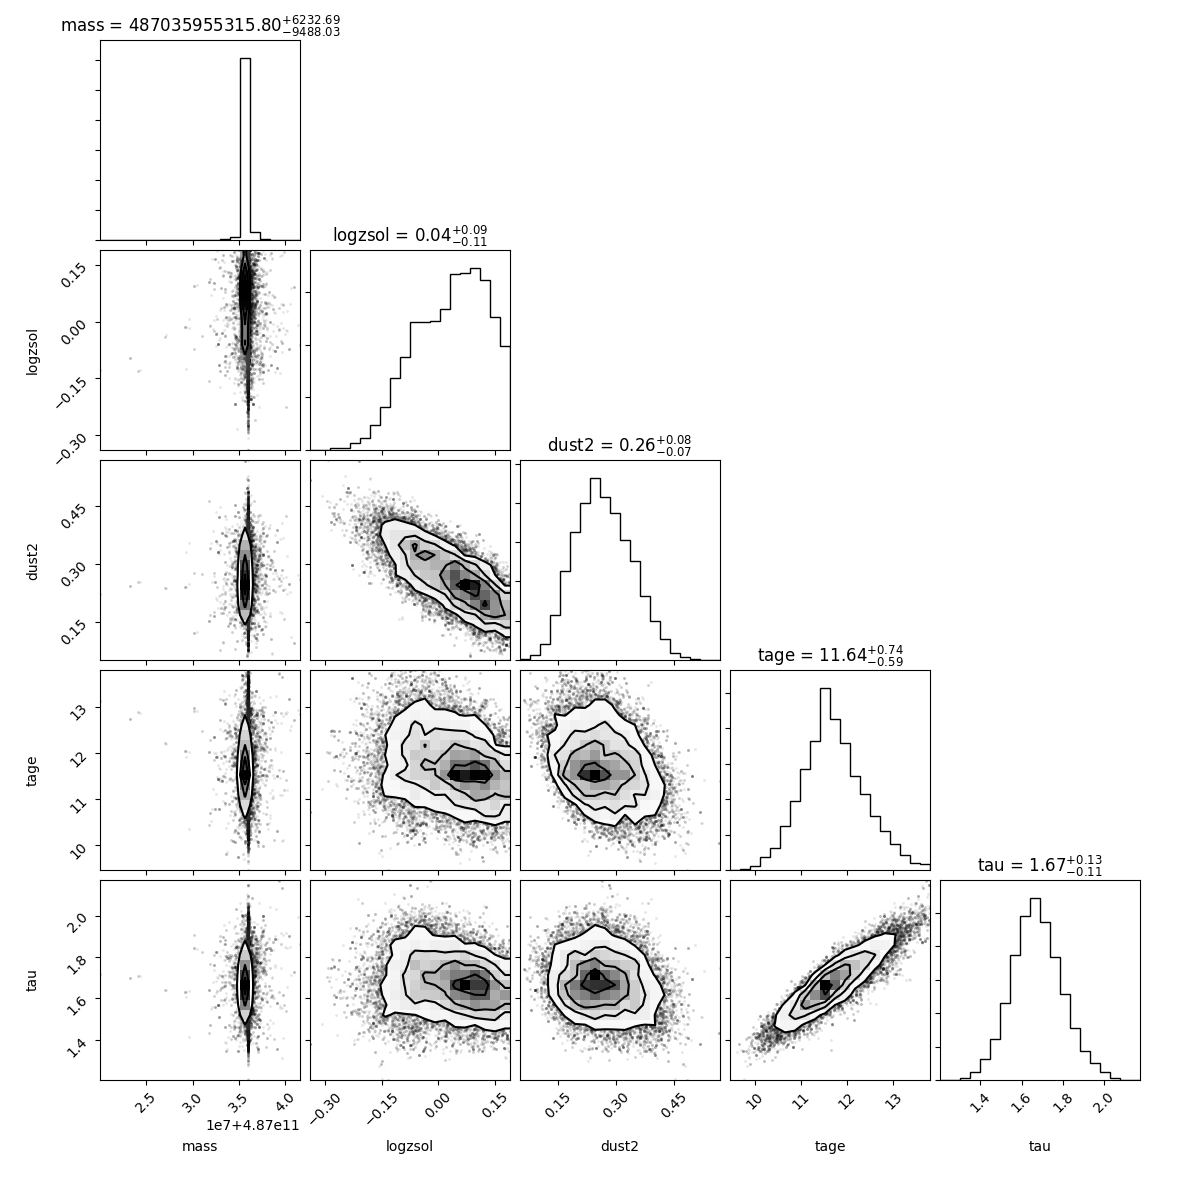 mass = 487035955315.80+6232.69−9488.03
logzsol = 0.04+0.09−0.11
0.15
0.00
−0.15
−0.30
logzsol
dust2 = 0.26+0.08−0.07
0.45
0.30
0.15
dust2
tage = 11.64+0.74−0.59
13
12
11
10
tage
tau = 1.67+0.13−0.11
2.0
1.8
1.6
1.4
tau
2.5 3.0 3.5 4.0 −0.30 −0.15 0.00 0.15 0.15 0.30 0.45 10 11 12 13 1.4 1.6 1.8 2.0
1e7+4.87e11
mass logzsol dust2 tage tau